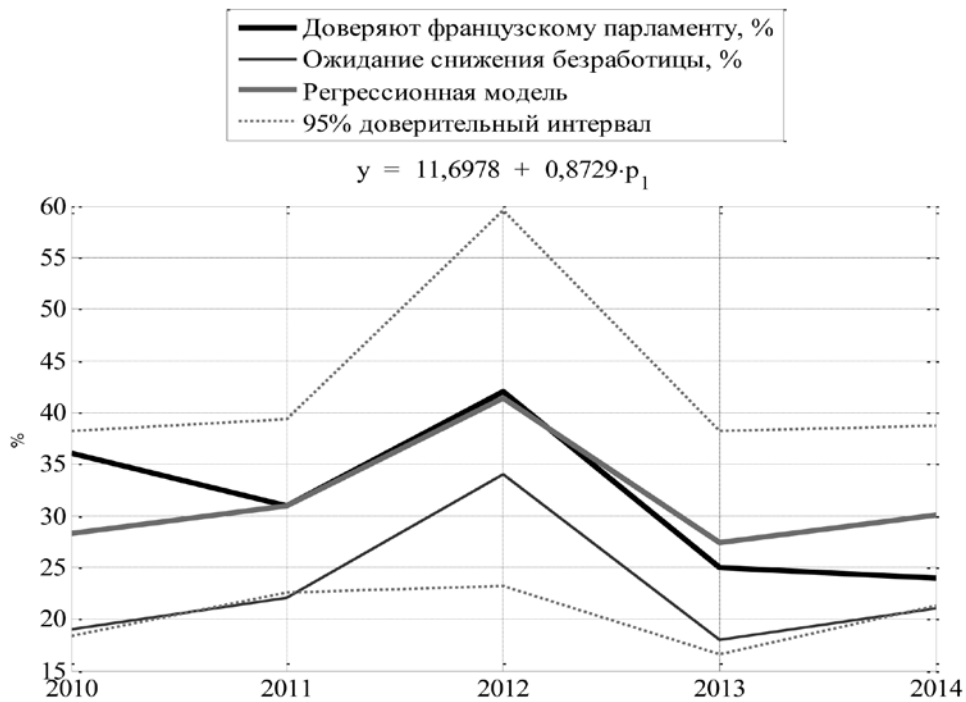 Доверяют французскому парламенту, %
Ожидание снижения безработицы, %
Регрессионная модель
95% доверительный интервал
y = 11,6978 + 0,8729·p1
60
55
50
45
40
35
30
25
20
15
%
2010 2011 2012 2013 2014